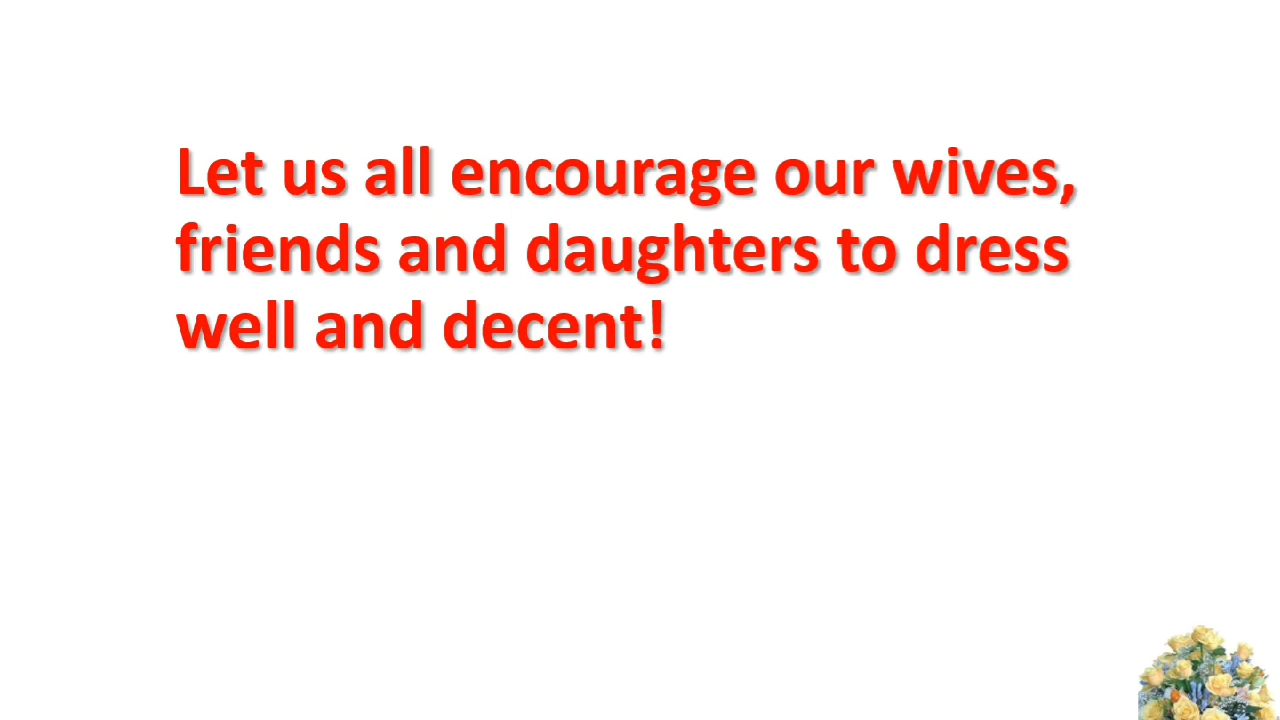 Let us all encourage our wives,
friends and daughters to dress
well and decent!